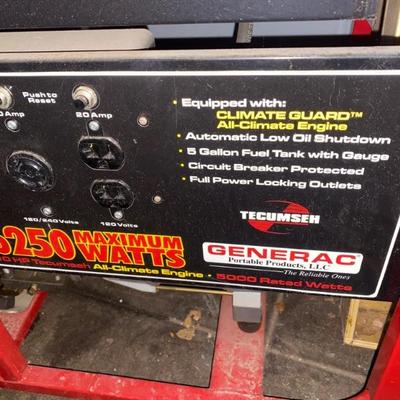 Push to
Reset
Amp
20 Amp
120/240 Volts
120 Volts
• Equipped with:
CLIMATE GUARD™
All-Climate Engine
• Automatic Low Oil Shutdown
• 5 Gallon Fuel Tank with Gauge
• Circuit Breaker Protected
• Full Power Locking Outlets
TECUMSEH
250 MAXIMUM
WATTS
HP Tecumseh All-Climate Engine • 5000 Rated Watts
GENERAC
Portable Products, LLC
—The Reliable Ones